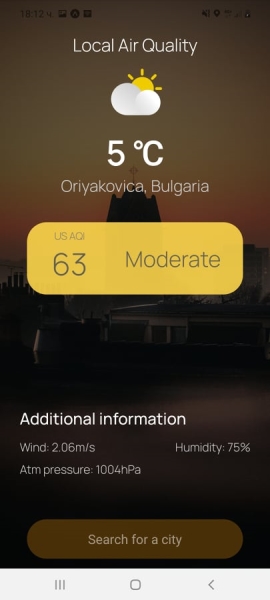 18:12 ч.
Local Air Quality
5 °C
Oriyakovica, Bulgaria
US AQI
63 Moderate
Additional information
Wind: 2.06m/s Humidity: 75%
Atm pressure: 1004hPa
Search for a city